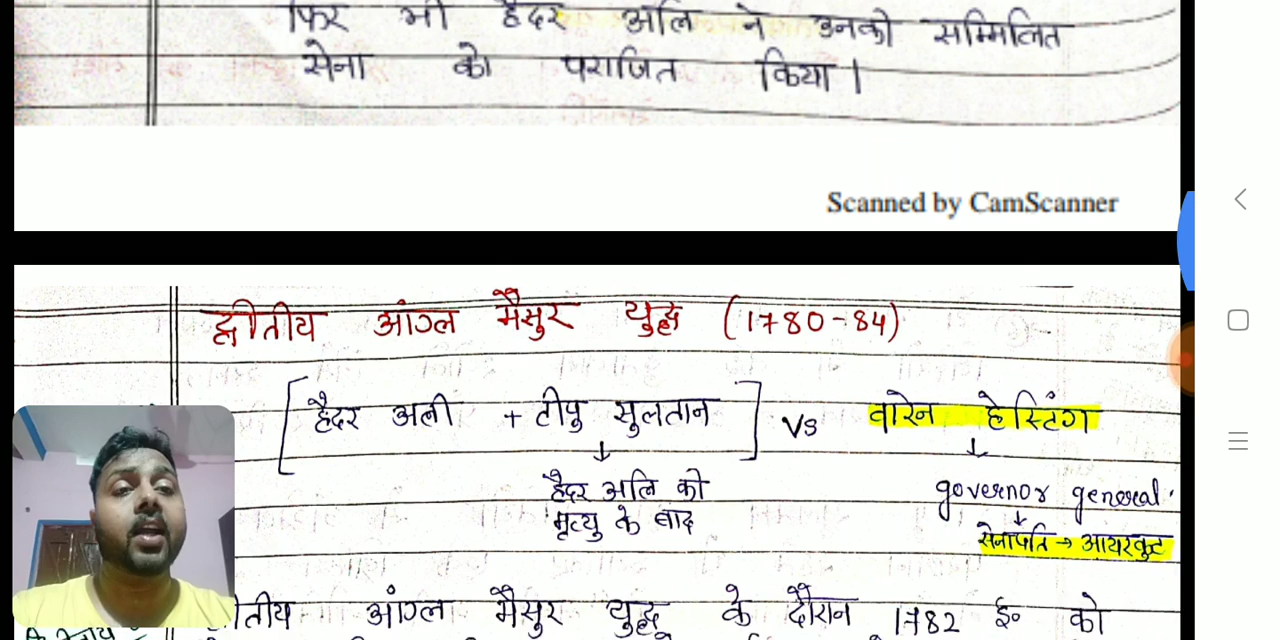 फिर भी हैदर अलि ने उनकी सम्मिलित
सेना को पराजित किया।
Scanned by CamScanner
द्वीतीय आंग्ल मैसुर युद्ध (1780-84)
[हैदर अली + टीपु सुलतान] VS वारेन हेस्टिंग
↓ ↓
हैदर अलि की governor general.
मृत्यु के बाद ↓
सेनापति → आयरकुट
तीतीय आंग्ल मैसुर युद्ध के दौरान 1782 ई० को